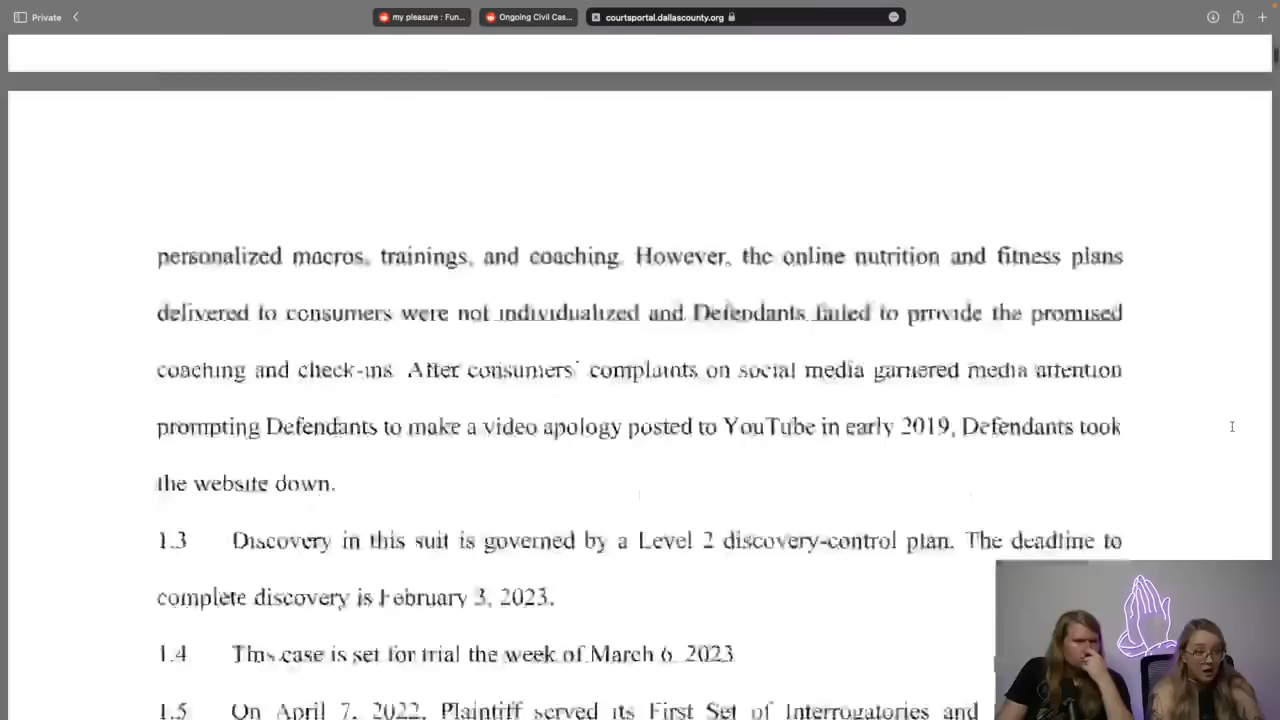 Private
my pleasure : Fun...
Ongoing Civil Cas...
courtsportal.dallascounty.org
personalized macros, trainings, and coaching. However, the online nutrition and fitness plans
delivered to consumers were not individualized and Defendants failed to provide the promised
coaching and check-ins. After consumers' complaints on social media garnered media attention
prompting Defendants to make a video apology posted to YouTube in early 2019, Defendants took
the website down.
1.3 Discovery in this suit is governed by a Level 2 discovery-control plan. The deadline to
complete discovery is February 3, 2023.
1.4 This case is set for trial the week of March 6, 2023
1.5 On April 7, 2022, Plaintiff served its First Set of Interrogatories and